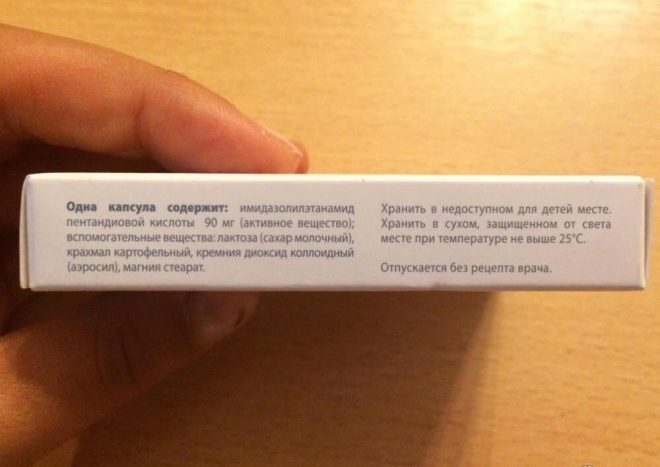 Одна капсула содержит: имидазолилэтанамид
пентандиовой кислоты 90 мг (активное вещество);
вспомогательные вещества: лактоза (сахар молочный),
крахмал картофельный, кремния диоксид коллоидный
(аэросил), магния стеарат.
Хранить в недоступном для детей месте.
Хранить в сухом, защищенном от света
месте при температуре не выше 25°С.
Отпускается без рецепта врача.